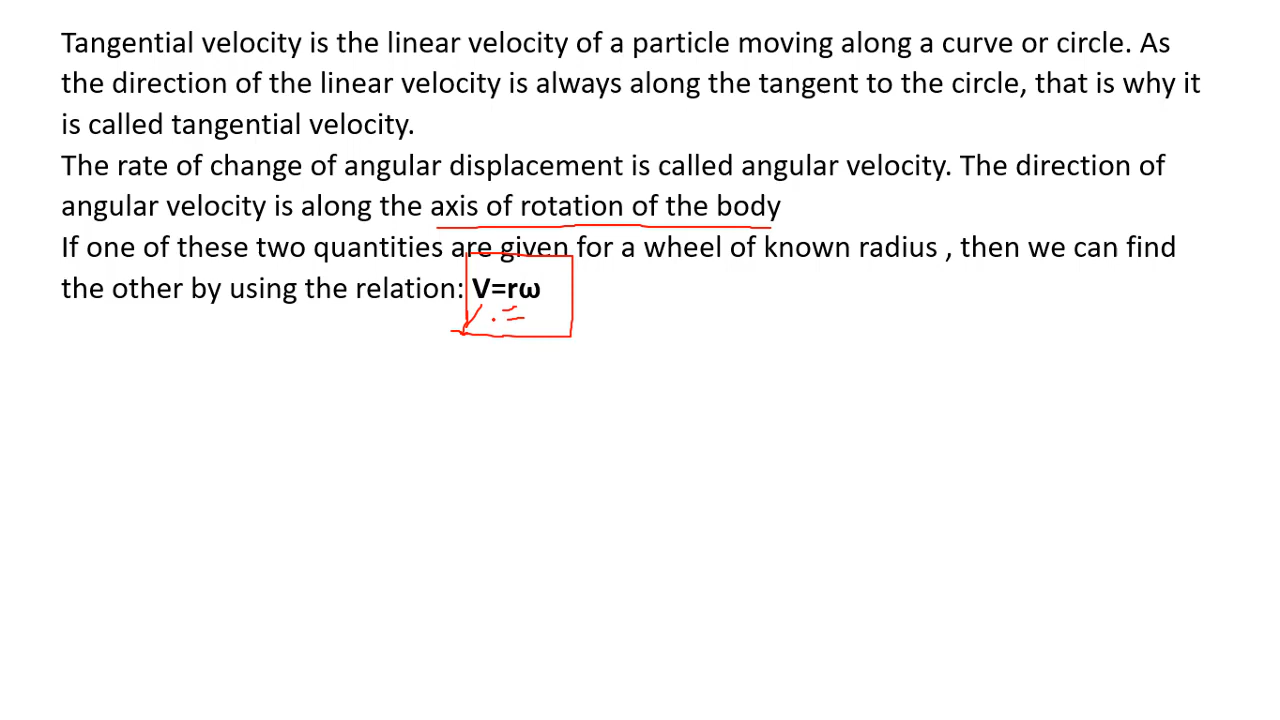 Tangential velocity is the linear velocity of a particle moving along a curve or circle. As
the direction of the linear velocity is always along the tangent to the circle, that is why it
is called tangential velocity.
The rate of change of angular displacement is called angular velocity. The direction of
angular velocity is along the axis of rotation of the body
If one of these two quantities are given for a wheel of known radius , then we can find
the other by using the relation: V=rω